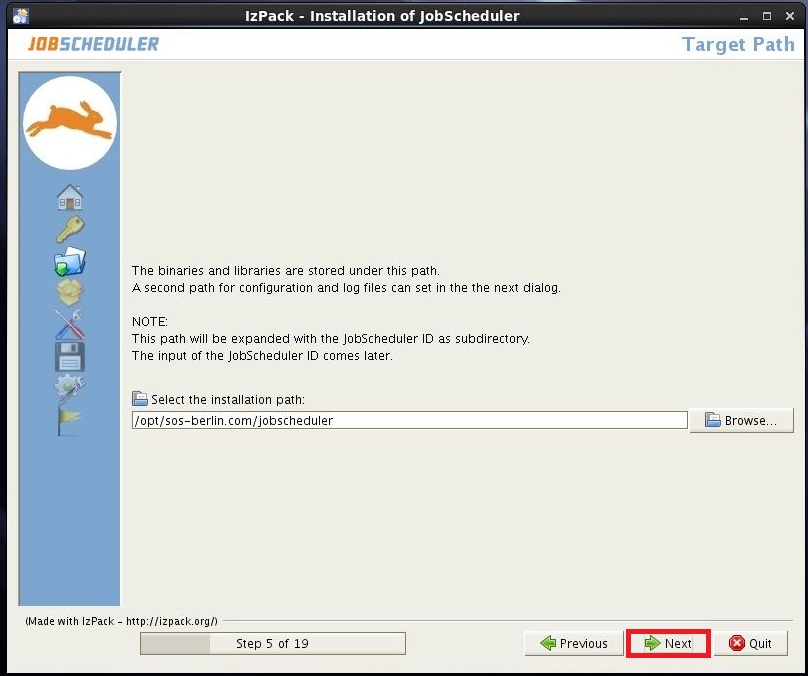 IzPack - Installation of JobScheduler
JOBSCHEDULER
Target Path
The binaries and libraries are stored under this path.
A second path for configuration and log files can set in the the next dialog.
NOTE:
This path will be expanded with the JobScheduler ID as subdirectory.
The input of the JobScheduler ID comes later.
Select the installation path:
/opt/sos-berlin.com/jobscheduler
Browse...
(Made with IzPack - http://izpack.org/)
Step 5 of 19
Previous
Next
Quit